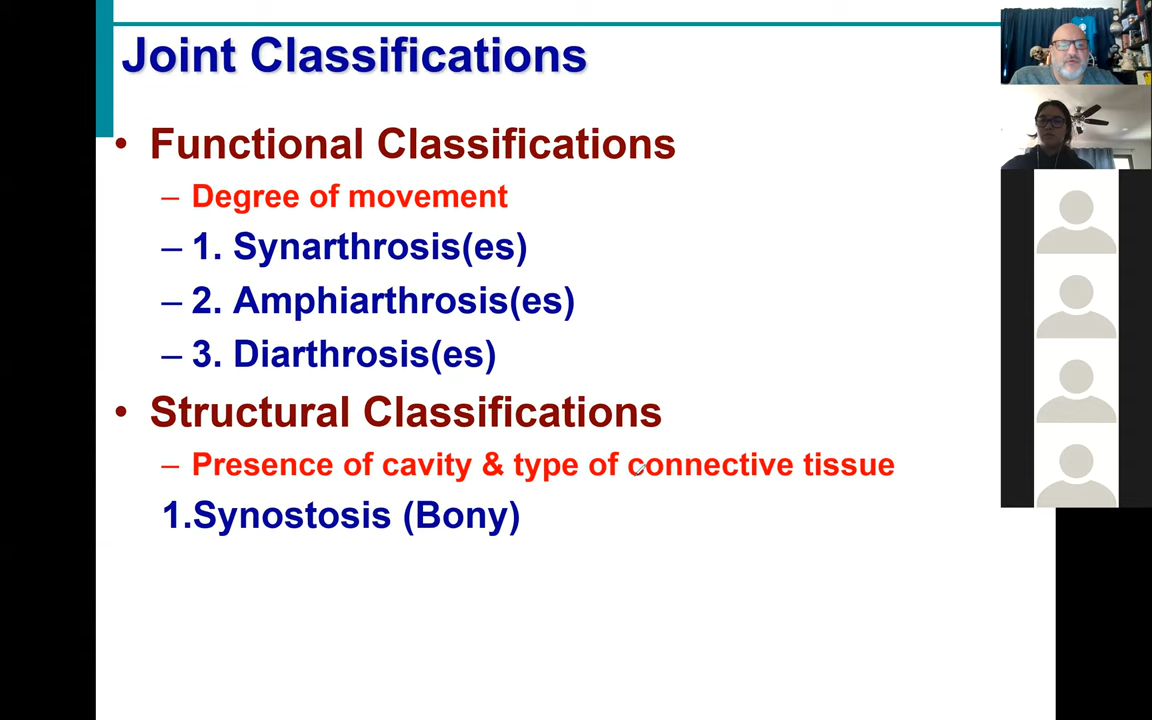 Joint Classifications
• Functional Classifications
– Degree of movement
– 1. Synarthrosis(es)
– 2. Amphiarthrosis(es)
– 3. Diarthrosis(es)
• Structural Classifications
– Presence of cavity & type of connective tissue
1.Synostosis (Bony)